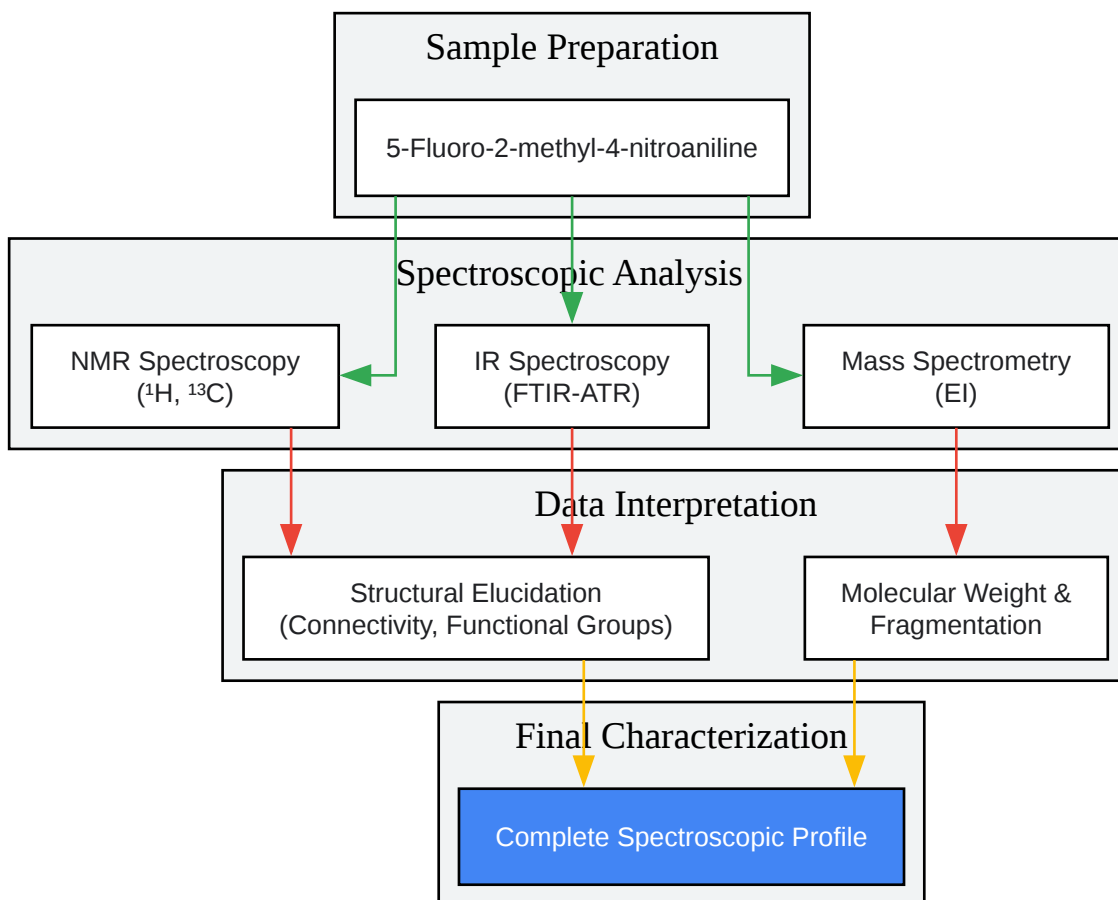 Sample Preparation
5-Fluoro-2-methyl-4-nitroaniline
Spectroscopic Analysis
NMR Spectroscopy
(¹H, ¹³C)
IR Spectroscopy
(FTIR-ATR)
Mass Spectrometry
(EI)
Data Interpretation
Structural Elucidation
(Connectivity, Functional Groups)
Molecular Weight &
Fragmentation
Final Characterization
Complete Spectroscopic Profile